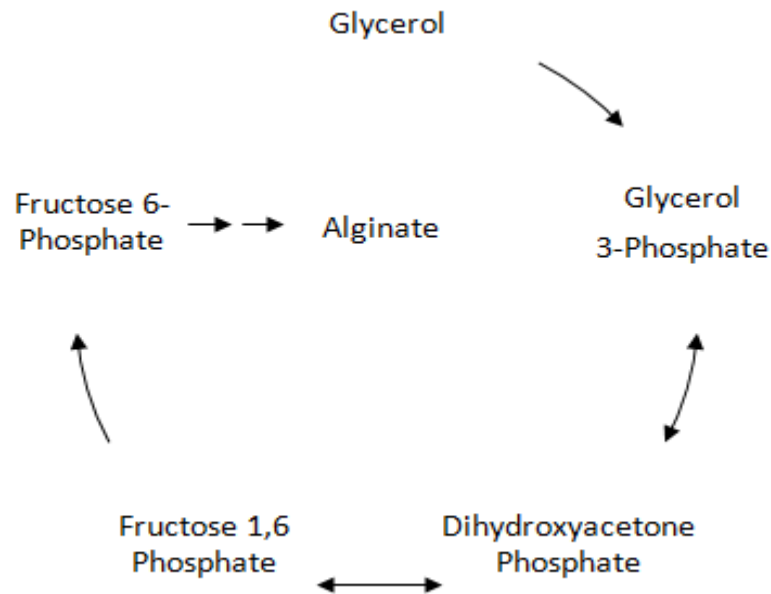 Glycerol
Glycerol
3-Phosphate
Fructose 6-
Phosphate
Alginate
Fructose 1,6
Phosphate
Dihydroxyacetone
Phosphate